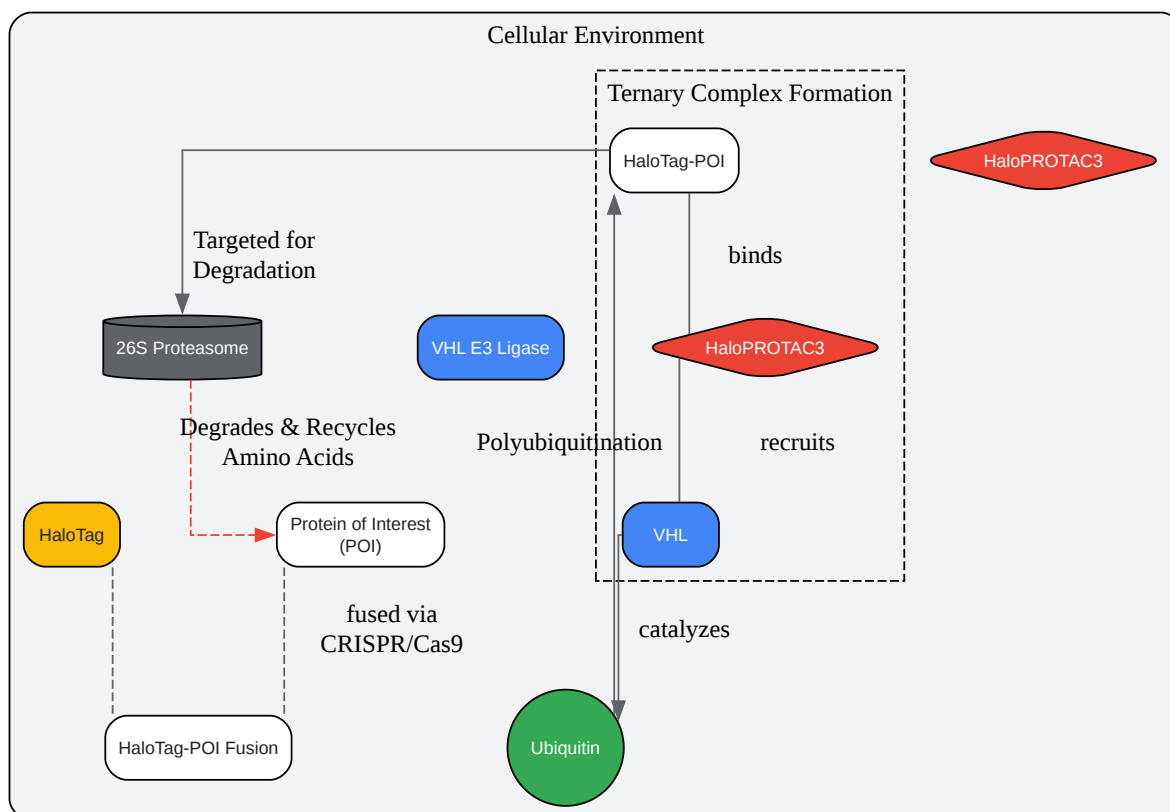 Cellular Environment
Ternary Complex Formation
HaloTag-POI
HaloPROTAC3
Targeted for
Degradation
binds
26S Proteasome
VHL E3 Ligase
HaloPROTAC3
Degrades & Recycles
Amino Acids
Polyubiquitination
recruits
HaloTag
Protein of Interest
(POI)
VHL
fused via
CRISPR/Cas9
catalyzes
HaloTag-POI Fusion
Ubiquitin